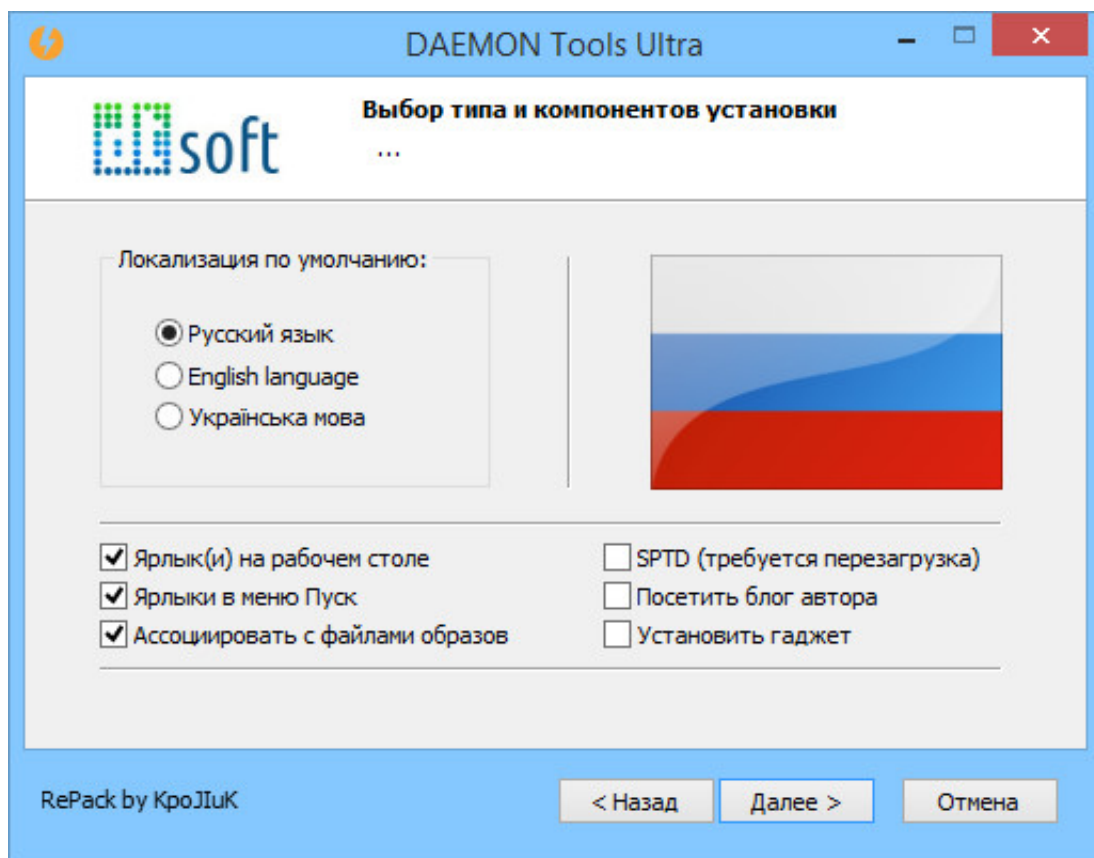 DAEMON Tools Ultra
soft
Выбор типа и компонентов установки
...
Локализация по умолчанию:
Русский язык
English language
Українська мова
Ярлык(и) на рабочем столе
Ярлыки в меню Пуск
Ассоциировать с файлами образов
SPTD (требуется перезагрузка)
Посетить блог автора
Установить гаджет
RePack by KpoJIuK
< Назад
Далее >
Отмена